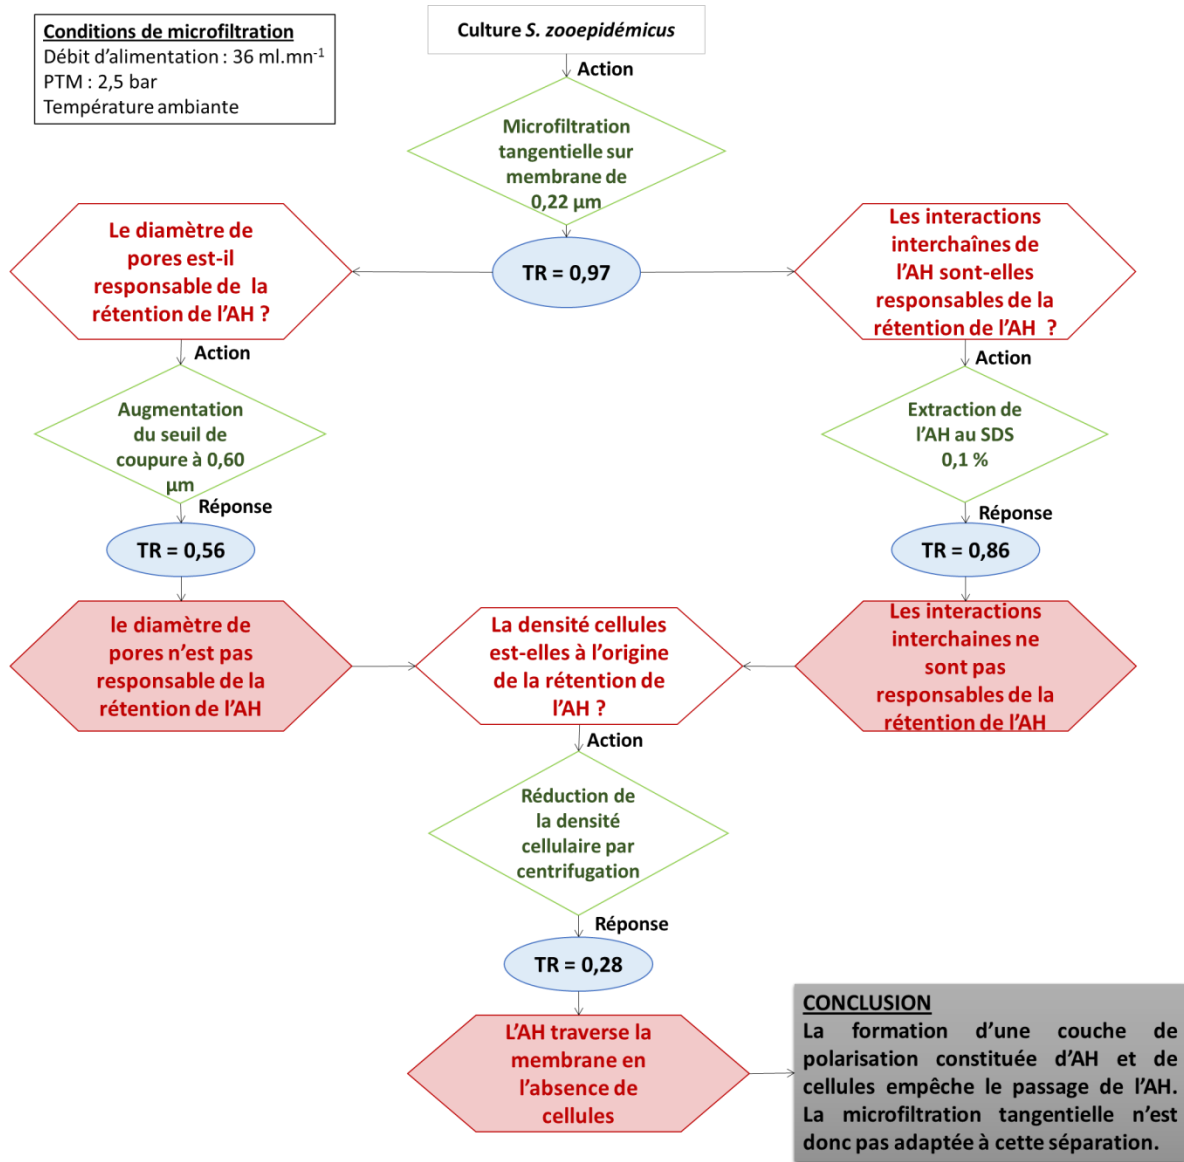 Conditions de microfiltration
Débit d'alimentation : 36 ml.mn⁻¹
PTM : 2,5 bar
Température ambiante
Culture S. zooepidémicus
Action
Microfiltration
tangentielle sur
membrane de
0,22 µm
TR = 0,97
Le diamètre de
pores est-il
responsable de la
rétention de l'AH ?
Les interactions
interchaînes de
l'AH sont-elles
responsables de la
rétention de l'AH ?
Action
Augmentation
du seuil de
coupure à 0,60
µm
Réponse
TR = 0,56
le diamètre de
pores n'est pas
responsable de la
rétention de l'AH
Action
Extraction de
l'AH au SDS
0,1 %
Réponse
TR = 0,86
Les interactions
interchaines ne
sont pas
responsables de la
rétention de l'AH
La densité cellules
est-elles à l'origine
de la rétention de
l'AH ?
Action
Réduction de
la densité
cellulaire par
centrifugation
Réponse
TR = 0,28
L'AH traverse la
membrane en
l'absence de
cellules
CONCLUSION
La formation d'une couche de
polarisation constituée d'AH et de
cellules empêche le passage de l'AH.
La microfiltration tangentielle n'est
donc pas adaptée à cette séparation.